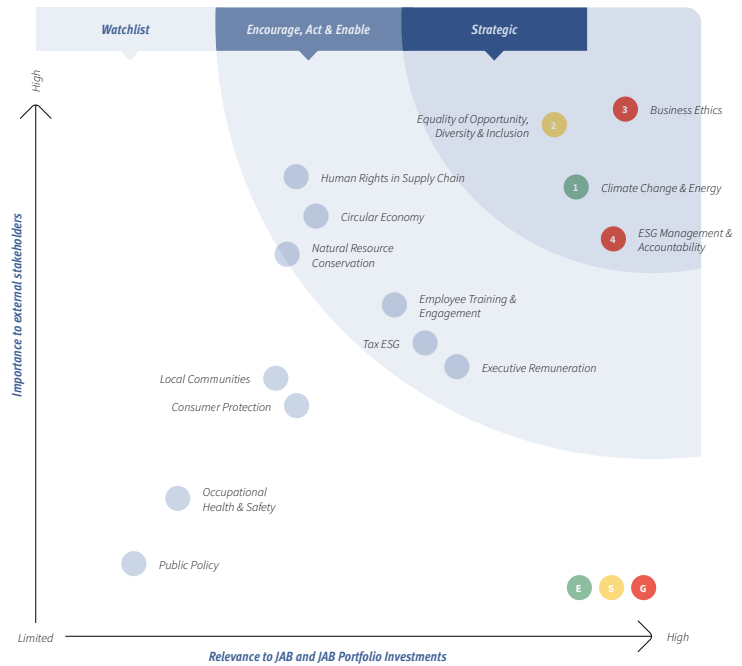 Watchlist
Encourage, Act & Enable
Strategic
High
Importance to external stakeholders
3
Business Ethics
Equality of Opportunity,
Diversity & Inclusion
2
Human Rights in Supply Chain
1
Climate Change & Energy
Circular Economy
4
ESG Management &
Accountability
Natural Resource
Conservation
Employee Training &
Engagement
Tax ESG
Executive Remuneration
Local Communities
Consumer Protection
Occupational
Health & Safety
Public Policy
E
S
G
Limited
High
Relevance to JAB and JAB Portfolio Investments